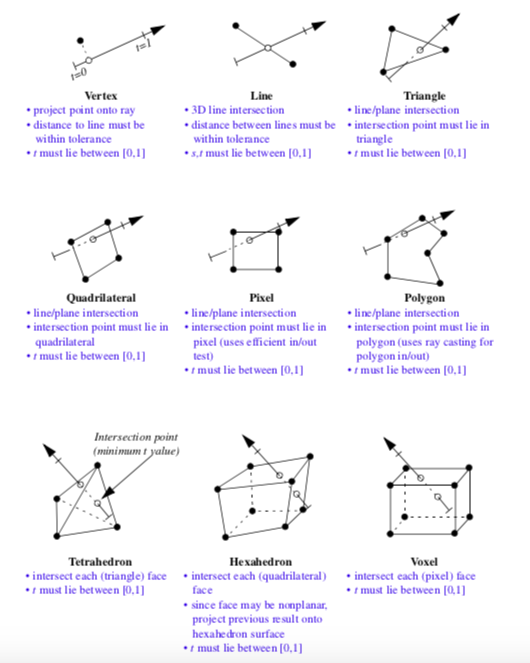 t=0
t=1
Vertex
• project point onto ray
• distance to line must be
within tolerance
• t must lie between [0,1]
Line
• 3D line intersection
• distance between lines must be
within tolerance
• s,t must lie between [0,1]
Triangle
• line/plane intersection
• intersection point must lie in
triangle
• t must lie between [0,1]
Quadrilateral
• line/plane intersection
• intersection point must lie in
quadrilateral
• t must lie between [0,1]
Pixel
• line/plane intersection
• intersection point must lie in
pixel (uses efficient in/out
test)
• t must lie between [0,1]
Polygon
• line/plane intersection
• intersection point must lie in
polygon (uses ray casting for
polygon in/out)
• t must lie between [0,1]
Intersection point
(minimum t value)
Tetrahedron
• intersect each (triangle) face
• t must lie between [0,1]
Hexahedron
• intersect each (quadrilateral)
face
• since face may be nonplanar,
project previous result onto
hexahedron surface
• t must lie between [0,1]
Voxel
• intersect each (pixel) face
• t must lie between [0,1]